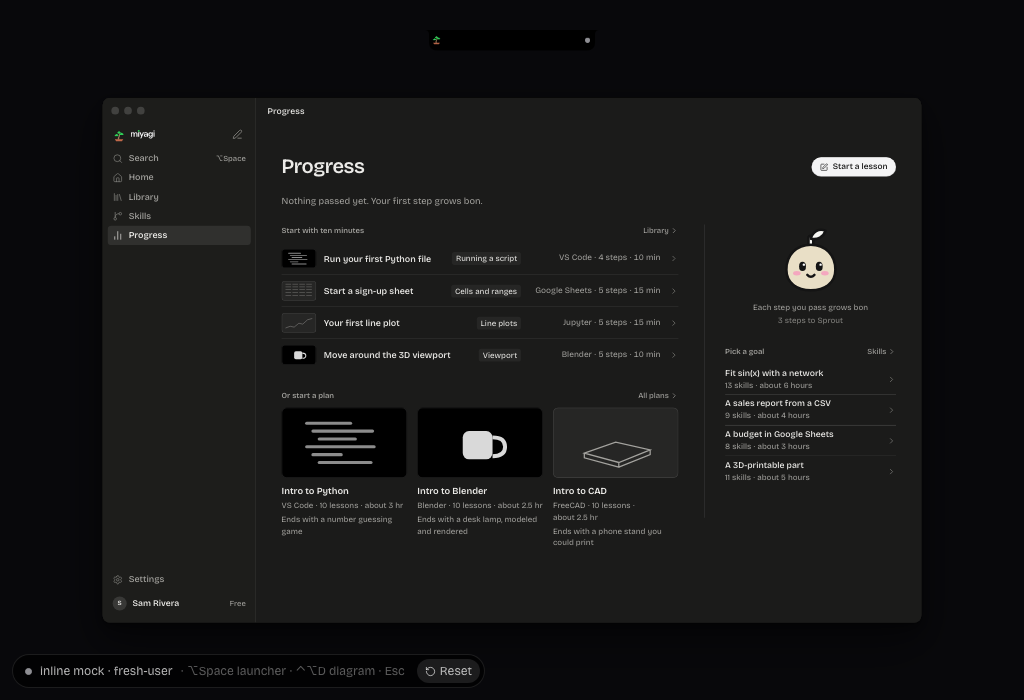 Progress
miyagi
Search ⌥Space
Home
Library
Skills
Progress
Settings
S Sam Rivera Free
Progress
Start a lesson
Nothing passed yet. Your first step grows bon.
Start with ten minutes Library
Run your first Python file Running a script VS Code · 4 steps · 10 min
Start a sign-up sheet Cells and ranges Google Sheets · 5 steps · 15 min
Your first line plot Line plots Jupyter · 5 steps · 15 min
Move around the 3D viewport Viewport Blender · 5 steps · 10 min
Or start a plan All plans
Intro to Python
VS Code · 10 lessons · about 3 hr
Ends with a number guessing
game
Intro to Blender
Blender · 10 lessons · about 2.5 hr
Ends with a desk lamp, modeled
and rendered
Intro to CAD
FreeCAD · 10 lessons ·
about 2.5 hr
Ends with a phone stand you
could print
Each step you pass grows bon
3 steps to Sprout
Pick a goal Skills
Fit sin(x) with a network
13 skills · about 6 hours
A sales report from a CSV
9 skills · about 4 hours
A budget in Google Sheets
8 skills · about 3 hours
A 3D-printable part
11 skills · about 5 hours
inline mock · fresh-user · ⌥Space launcher · ^⌥D diagram · Esc Reset